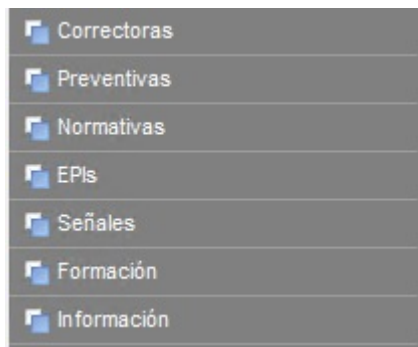 Correctoras
Preventivas
Normativas
EPIs
Señales
Formación
Información